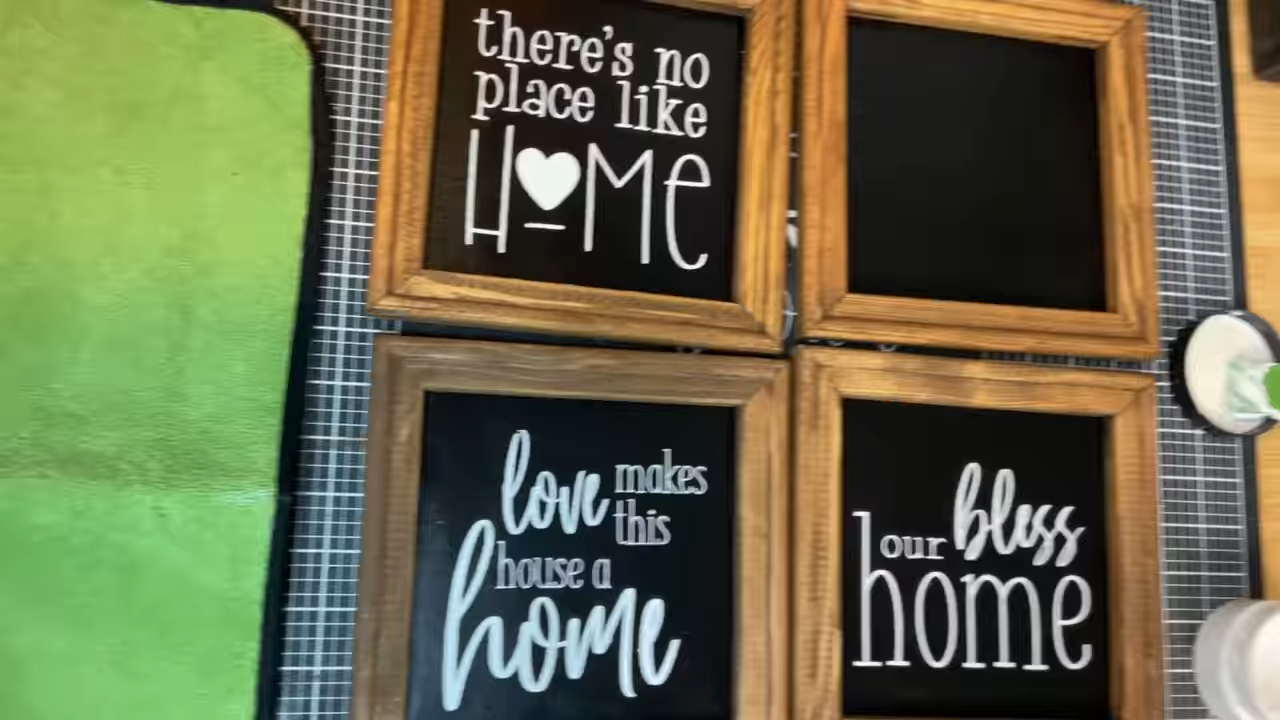 there's no
place like
HOME
love makes
this
house a
home
bless
our
home